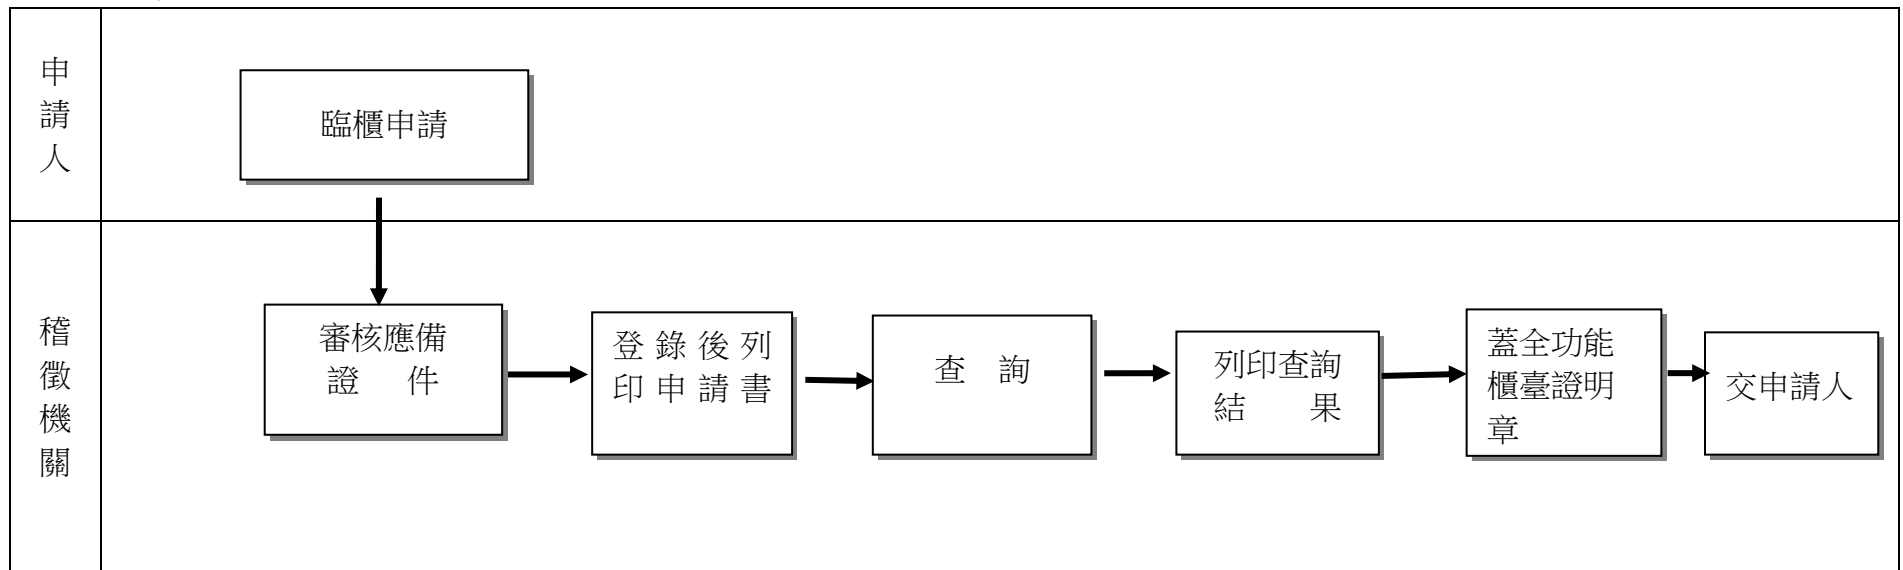 申請人
臨櫃申請
稽徵機關
審核應備
證件
登錄後列
印申請書
查詢
列印查詢
結果
蓋全功能
櫃臺證明
章
交申請人